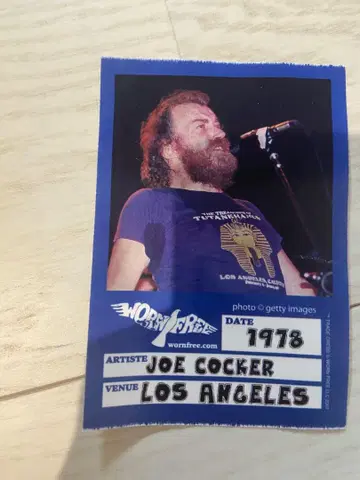 THE TREASURES OF
TUTANKHAMUN
LOS ANGELES, CALIF.
photo © getty images
WORN FREE
wornfree.com
DATE
1978
ARTISTE
JOE COCKER
VENUE
LOS ANGELES